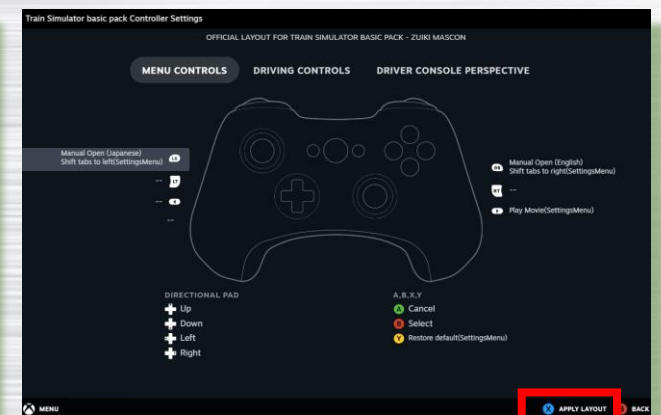 Train Simulator basic pack Controller Settings
OFFICIAL LAYOUT FOR TRAIN SIMULATOR BASIC PACK - ZUIKI MASCON
MENU CONTROLS DRIVING CONTROLS DRIVER CONSOLE PERSPECTIVE
Manual Open (Japanese)
Shift tabs to left(SettingsMenu) LB
-- LT
--
--
Manual Open (English)
RB Shift tabs to right(SettingsMenu)
RT --
Play Movie(SettingsMenu)
DIRECTIONAL PAD
Up
Down
Left
Right
A,B,X,Y
A Cancel
B Select
Y Restore default(SettingsMenu)
MENU X APPLY LAYOUT B BACK